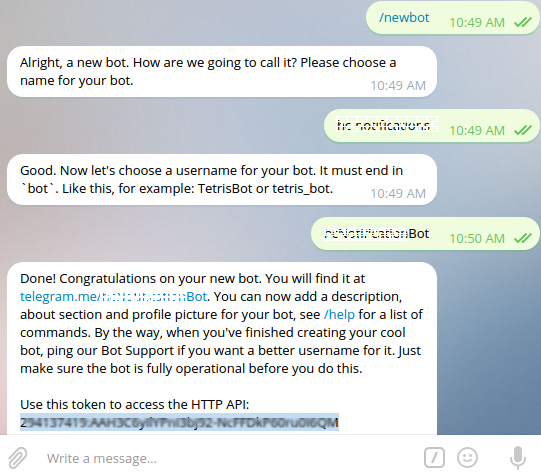 /newbot
10:49 AM
Alright, a new bot. How are we going to call it? Please choose a
name for your bot.
10:49 AM
10:49 AM
Good. Now let's choose a username for your bot. It must end in
`bot`. Like this, for example: TetrisBot or tetris_bot.
10:49 AM
Bot
10:50 AM
Done! Congratulations on your new bot. You will find it at
telegram.me/ Bot. You can now add a description,
about section and profile picture for your bot, see /help for a list of
commands. By the way, when you've finished creating your cool
bot, ping our Bot Support if you want a better username for it. Just
make sure the bot is fully operational before you do this.
Use this token to access the HTTP API:
Write a message...